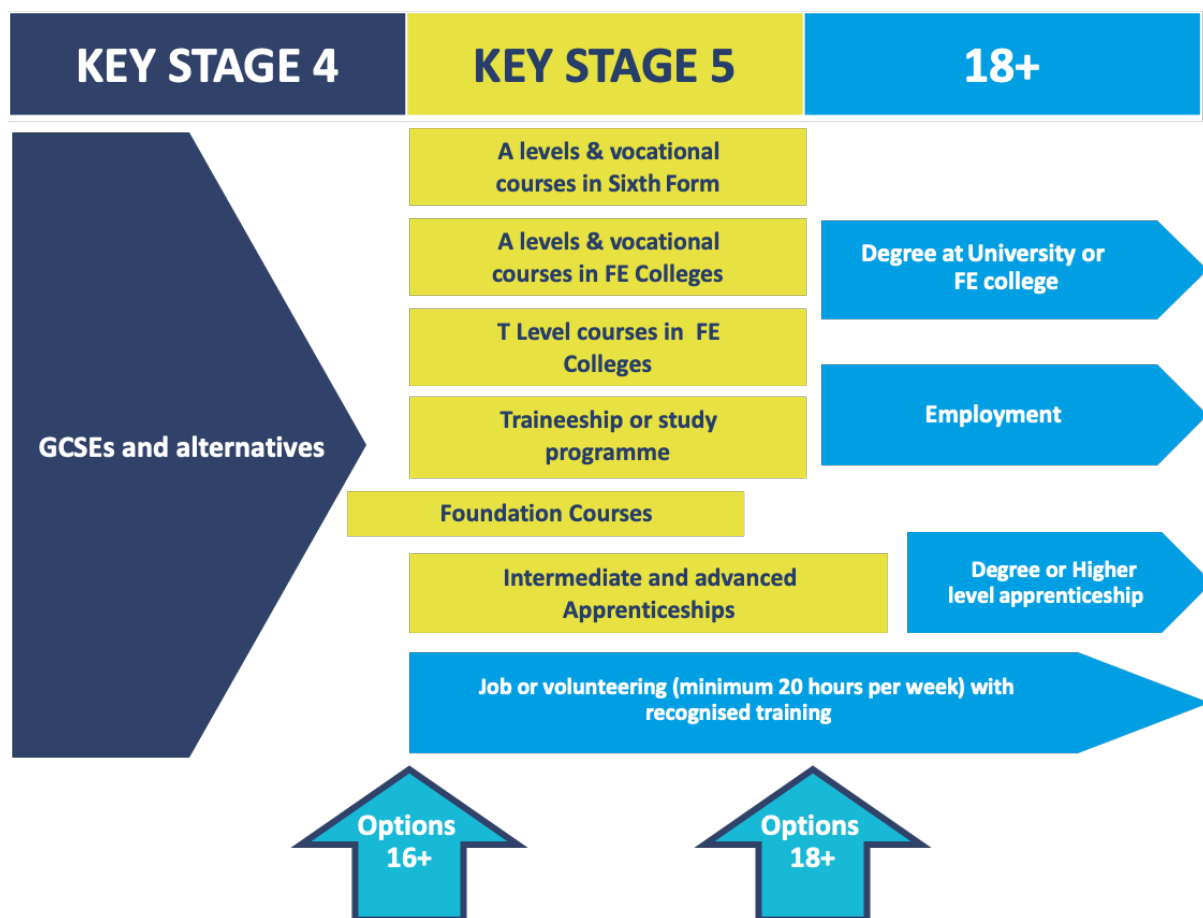 KEY STAGE 4
KEY STAGE 5
18+
GCSEs and alternatives
A levels & vocational
courses in Sixth Form
A levels & vocational
courses in FE Colleges
T Level courses in FE
Colleges
Traineeship or study
programme
Foundation Courses
Intermediate and advanced
Apprenticeships
Degree at University or
FE college
Employment
Degree or Higher
level apprenticeship
Job or volunteering (minimum 20 hours per week) with
recognised training
Options
16+
Options
18+